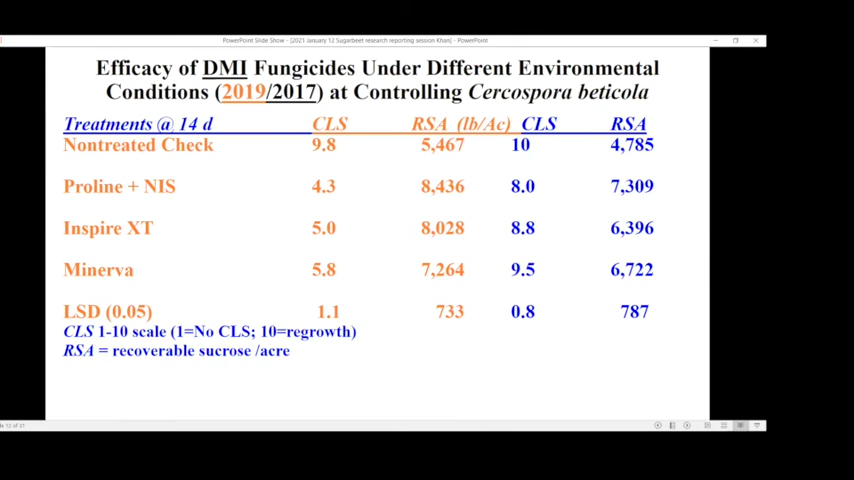 PowerPoint Slide Show - [2021 January 12 Sugarbeet research reporting session Khan] - PowerPoint
Efficacy of DMI Fungicides Under Different Environmental
Conditions (2019/2017) at Controlling Cercospora beticola
Treatments @ 14 d CLS RSA (lb/Ac) CLS RSA
Nontreated Check 9.8 5,467 10 4,785
Proline + NIS 4.3 8,436 8.0 7,309
Inspire XT 5.0 8,028 8.8 6,396
Minerva 5.8 7,264 9.5 6,722
LSD (0.05) 1.1 733 0.8 787
CLS 1-10 scale (1=No CLS; 10=regrowth)
RSA = recoverable sucrose /acre
12 of 31